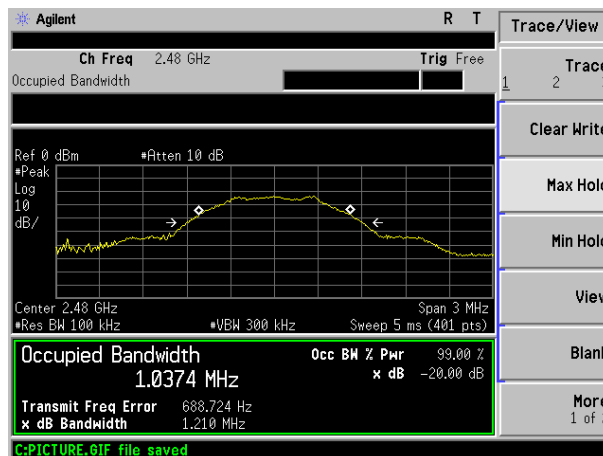 Agilent R T
Trace/View
Ch Freq 2.48 GHz Trig Free
Occupied Bandwidth
Trace
1 2
Clear Write
Max Hold
Min Hold
View
Blank
More
1 of
Ref 0 dBm #Atten 10 dB
#Peak
Log
10
dB/
Center 2.48 GHz Span 3 MHz
#Res BW 100 kHz #VBW 300 kHz Sweep 5 ms (401 pts)
Occupied Bandwidth Occ BW % Pwr 99.00 %
1.0374 MHz x dB -20.00 dB
Transmit Freq Error 688.724 Hz
x dB Bandwidth 1.210 MHz
C:PICTURE.GIF file saved